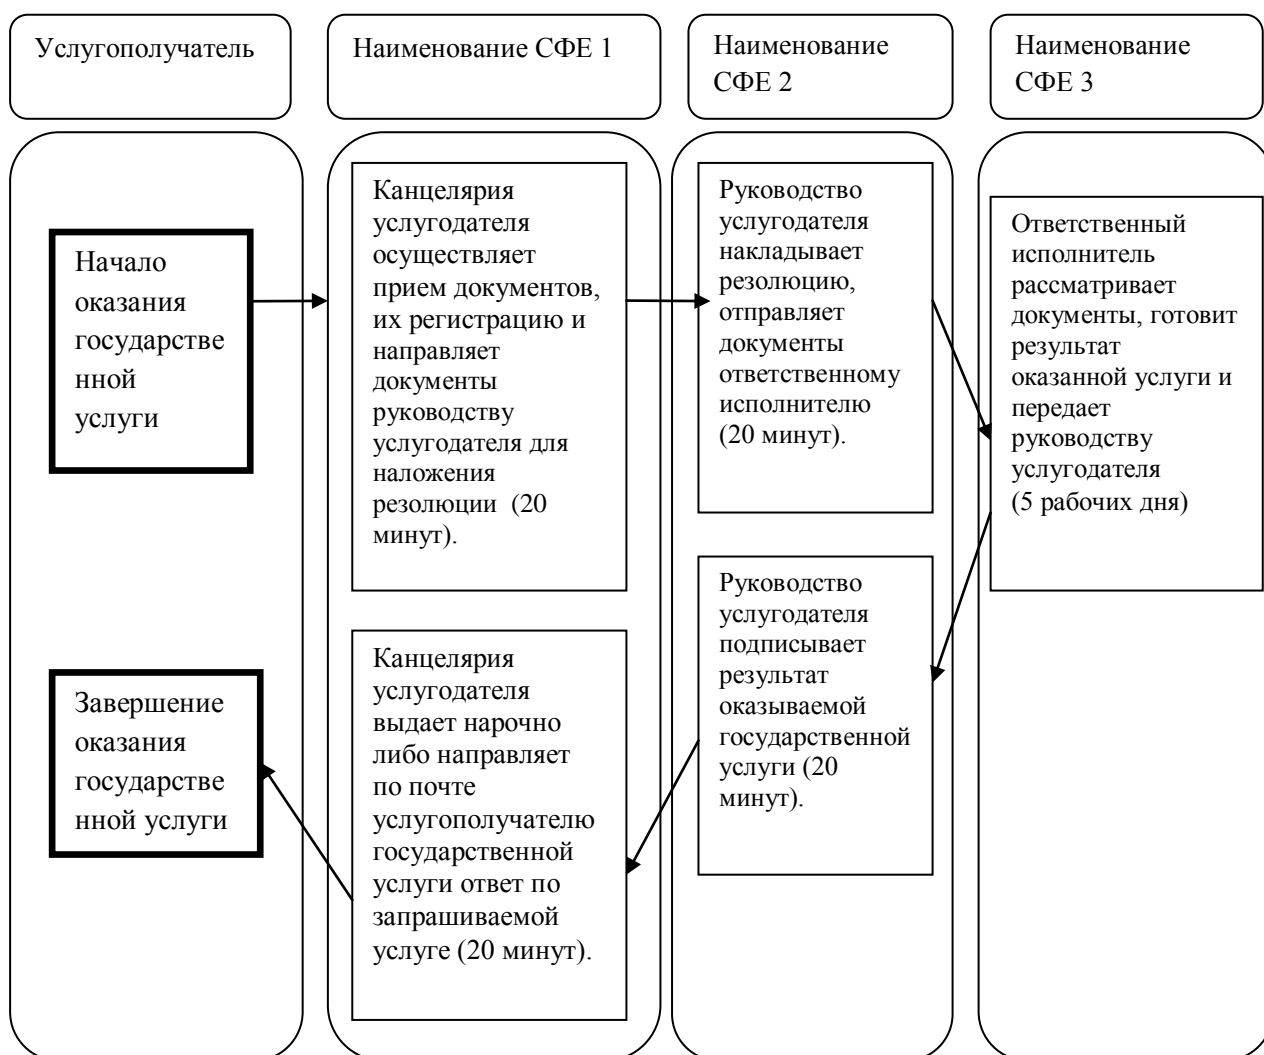 Услугополучатель
Наименование СФЕ 1
Наименование
СФЕ 2
Наименование
СФЕ 3
Начало
оказания
государстве
нной
услуги
Канцелярия
услугодателя
осуществляет
прием документов,
их регистрацию и
направляет
документы
руководству
услугодателя для
наложения
резолюции  (20
минут).
Руководство
услугодателя
накладывает
резолюцию,
отправляет
документы
ответственному
исполнителю
(20 минут).
Ответственный
исполнитель
рассматривает
документы, готовит
результат
оказанной услуги и
передает
руководству
услугодателя
(5 рабочих дня)
Руководство
услугодателя
подписывает
результат
оказываемой
государственной
услуги (20
минут).
Канцелярия
услугодателя
выдает нарочно
либо направляет
по почте
услугополучателю
государственной
услуги ответ по
запрашиваемой
услуге (20 минут).
Завершение
оказания
государстве
нной услуги